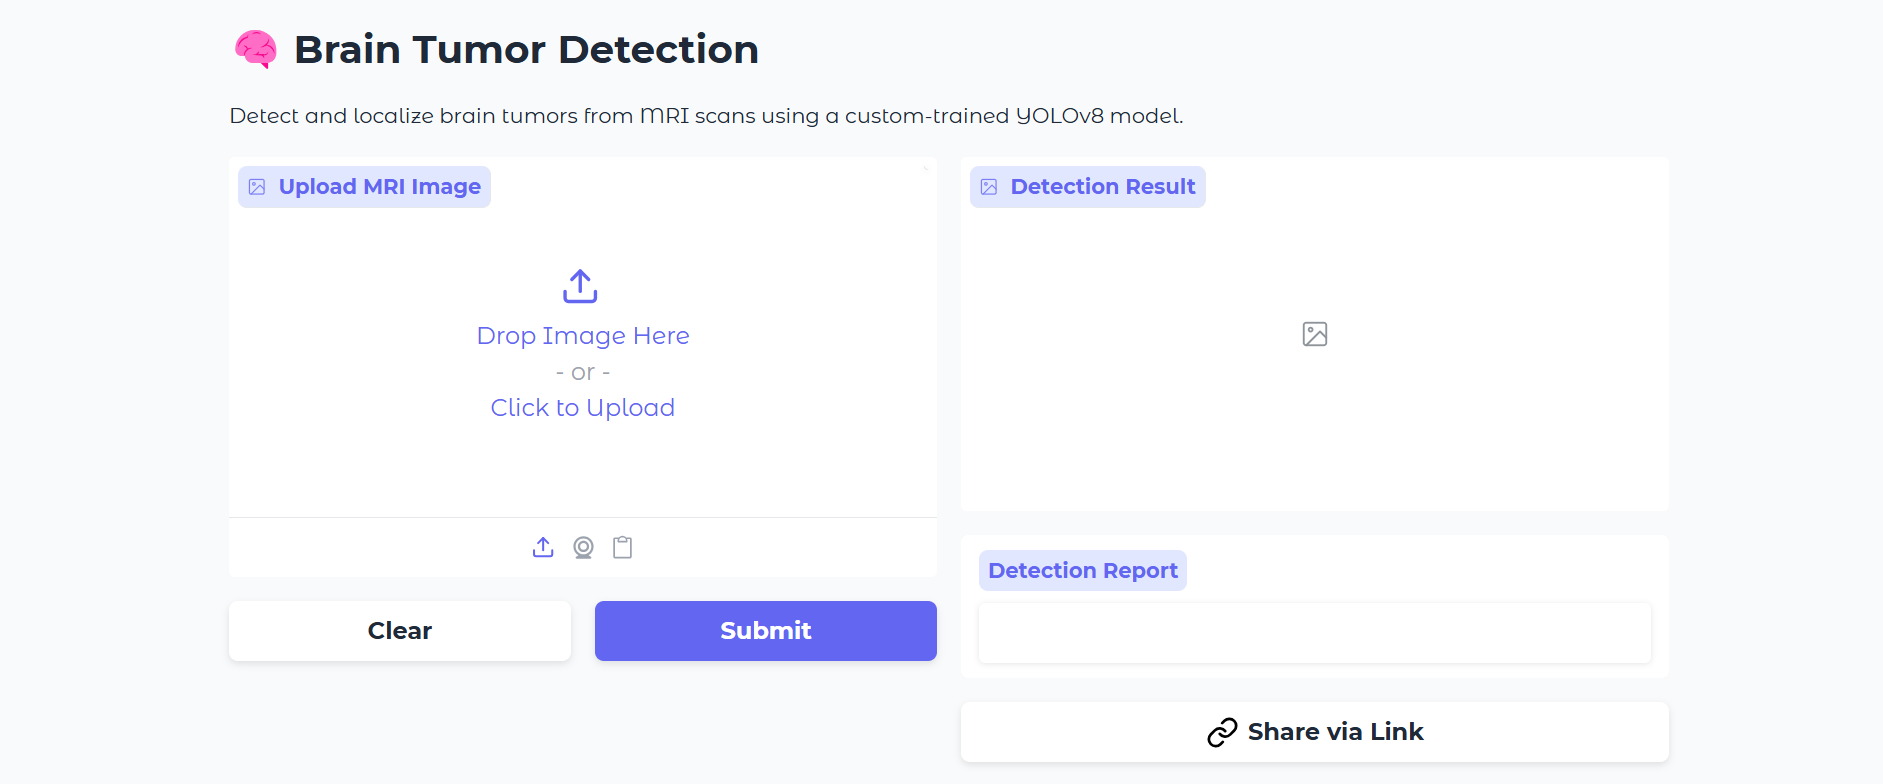 Brain Tumor Detection
Detect and localize brain tumors from MRI scans using a custom-trained YOLOv8 model.
Upload MRI Image
Drop Image Here
- or -
Click to Upload
Clear
Submit
Detection Result
Detection Report
Share via Link